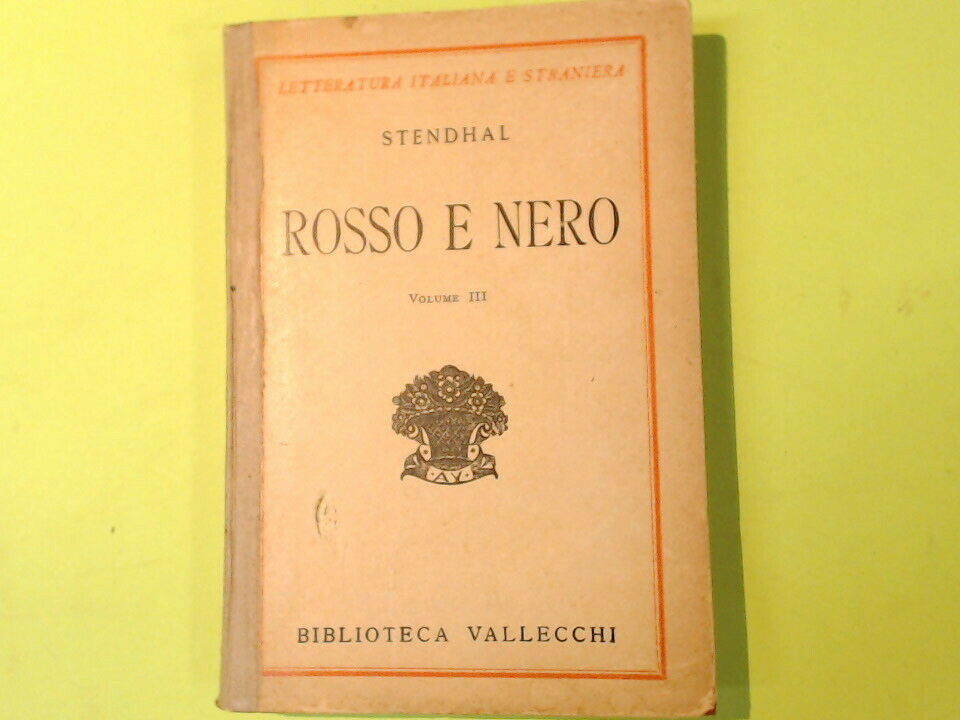 LETTERATURA ITALIANA E STRANIERA
STENDHAL
ROSSO E NERO
VOLUME III
A·V
BIBLIOTECA VALLECCHI